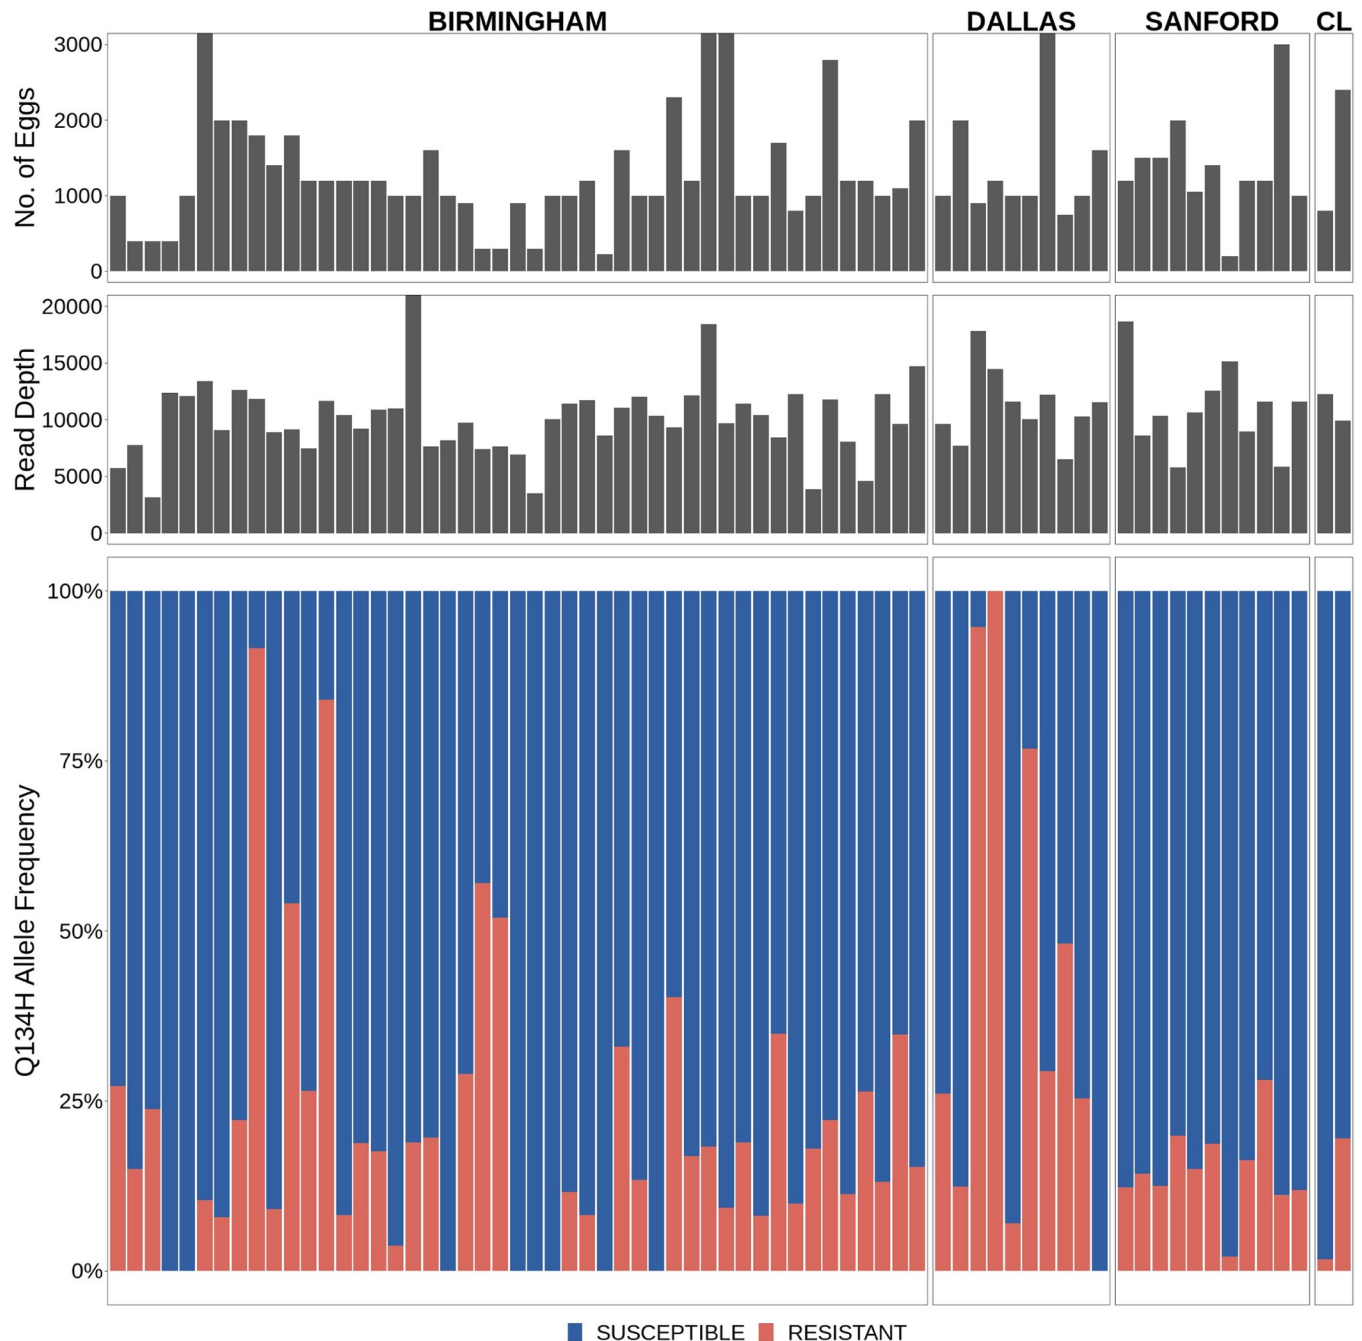 BIRMINGHAM DALLAS SANFORD CL
No. of Eggs
3000
2000
1000
0
Read Depth
20000
15000
10000
5000
0
Q134H Allele Frequency
100%
75%
50%
25%
0%
SUSCEPTIBLE RESISTANT